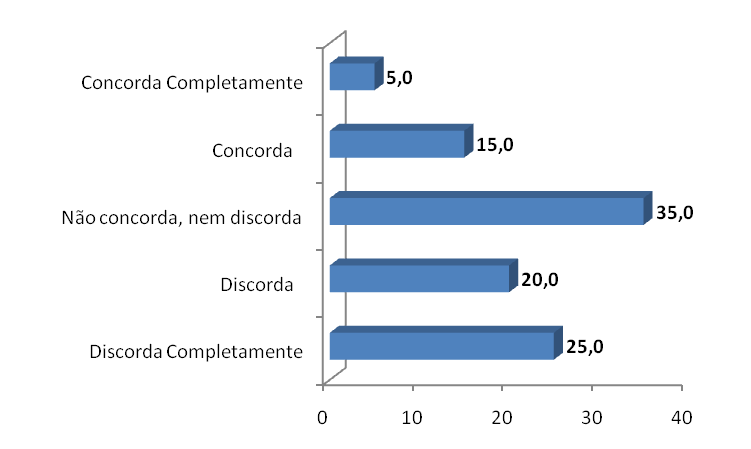 Concorda Completamente 5,0
Concorda 15,0
Não concorda, nem discorda 35,0
Discorda 20,0
Discorda Completamente 25,0
0 10 20 30 40